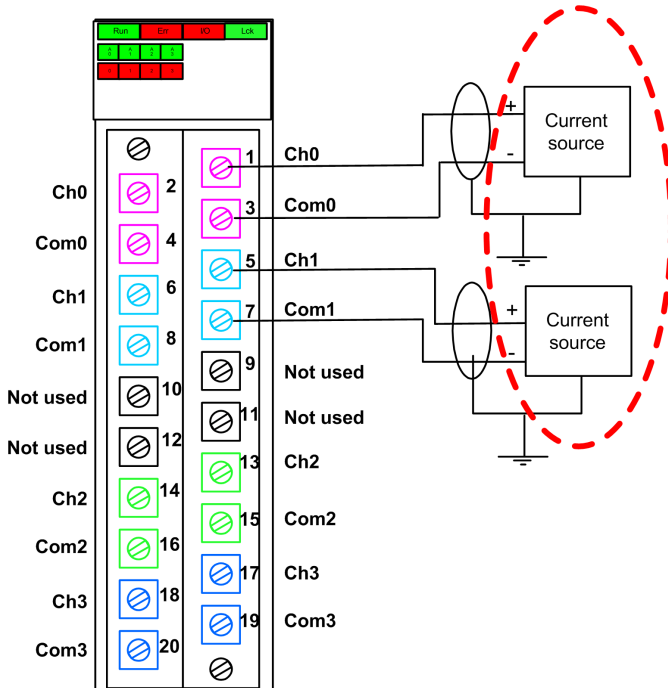 Run Err I/O Lck
Current source
+
-
1 Ch0
Ch0 2
3 Com0
Com0 4
5 Ch1
Ch1 6
7 Com1
Com1 8
+
-
Current source
9 Not used
Not used 10
11 Not used
Not used 12
13 Ch2
Ch2 14
15 Com2
Com2 16
17 Ch3
Ch3 18
19 Com3
Com3 20